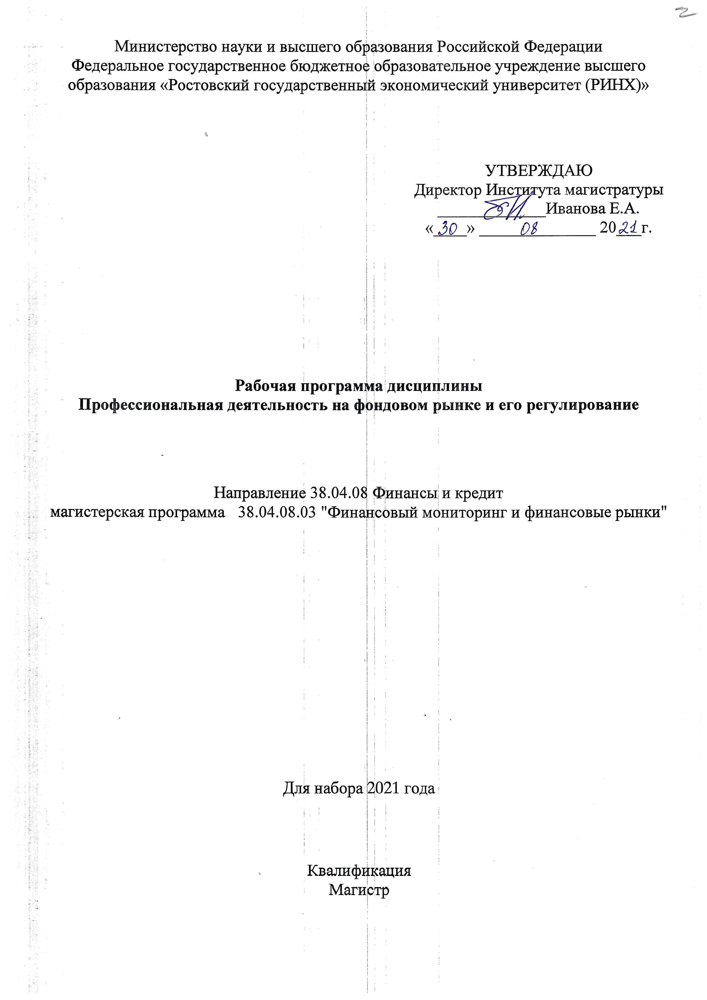 2
Министерство науки и высшего образования Российской Федерации
Федеральное государственное бюджетное образовательное учреждение высшего
образования «Ростовский государственный экономический университет (РИНХ)»
УТВЕРЖДАЮ
Директор Института магистратуры
Иванова Е.А.
«30» 08 2021г.
Рабочая программа дисциплины
Профессиональная деятельность на фондовом рынке и его регулирование
Направление 38.04.08 Финансы и кредит
магистерская программа 38.04.08.03 "Финансовый мониторинг и финансовые рынки"
Для набора 2021 года
Квалификация
Магистр